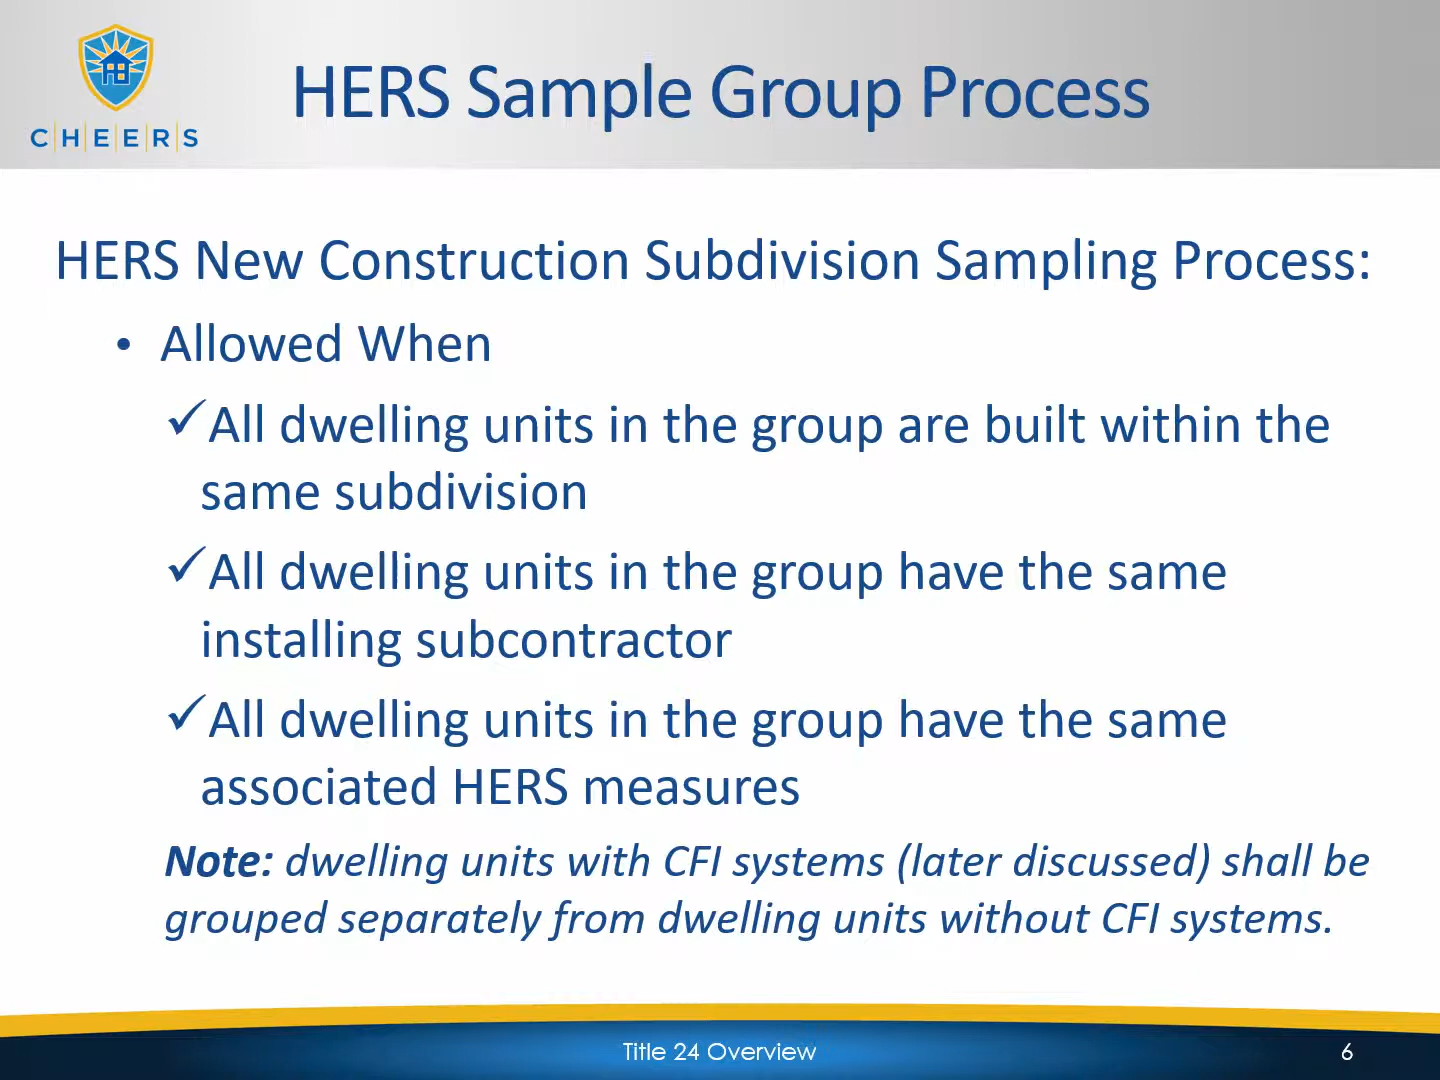 C|H|E|E|R|S
HERS Sample Group Process
HERS New Construction Subdivision Sampling Process:
• Allowed When
✓All dwelling units in the group are built within the
same subdivision
✓All dwelling units in the group have the same
installing subcontractor
✓All dwelling units in the group have the same
associated HERS measures
Note: dwelling units with CFI systems (later discussed) shall be
grouped separately from dwelling units without CFI systems.
Title 24 Overview
6